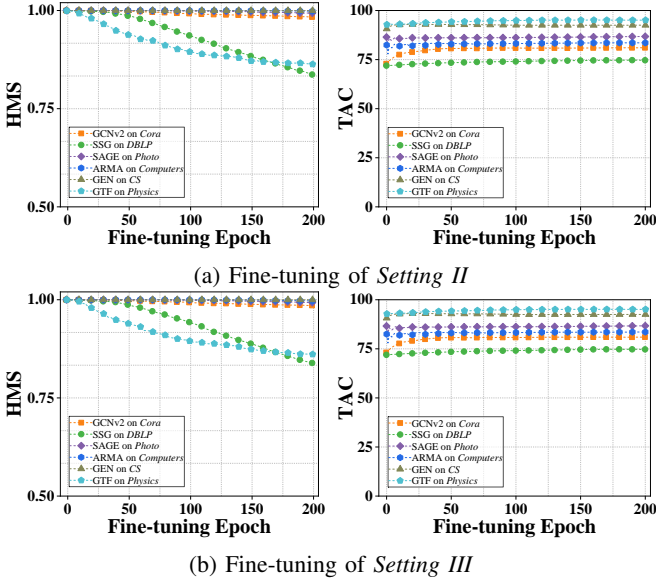 HMS
1.00
0.75
0.50
GCNv2 on Cora
SSG on DBLP
SAGE on Photo
ARMA on Computers
GEN on CS
GTF on Physics
0 50 100 150 200
Fine-tuning Epoch
TAC
100
75
50
25
0
GCNv2 on Cora
SSG on DBLP
SAGE on Photo
ARMA on Computers
GEN on CS
GTF on Physics
0 50 100 150 200
Fine-tuning Epoch
(a) Fine-tuning of Setting II
HMS
1.00
0.75
0.50
GCNv2 on Cora
SSG on DBLP
SAGE on Photo
ARMA on Computers
GEN on CS
GTF on Physics
0 50 100 150 200
Fine-tuning Epoch
TAC
100
75
50
25
0
GCNv2 on Cora
SSG on DBLP
SAGE on Photo
ARMA on Computers
GEN on CS
GTF on Physics
0 50 100 150 200
Fine-tuning Epoch
(b) Fine-tuning of Setting III